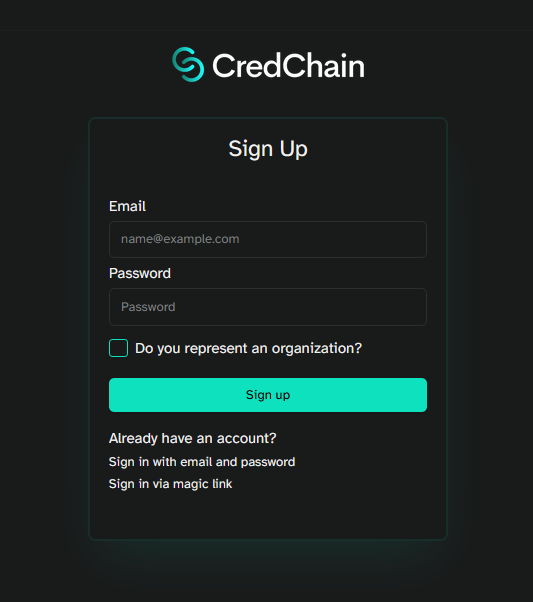 CredChain
Sign Up
Email
name@example.com
Password
Password
Do you represent an organization?
Sign up
Already have an account?
Sign in with email and password
Sign in via magic link